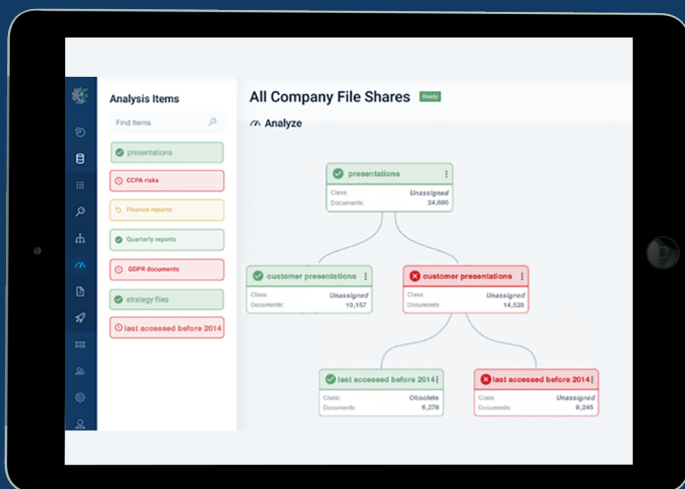 Analysis Items
Find Items
presentations
CCPA risks
Finance reports
Quarterly reports
GDPR documents
strategy files
last accessed before 2014
All Company File Shares Ready
Analyze
presentations
Class: Unassigned
Documents: 24,680
customer presentations
Class: Unassigned
Documents: 10,157
customer presentations
Class: Unassigned
Documents: 14,523
last accessed before 2014
Class: Obsolete
Documents: 5,278
last accessed before 2014
Class: Unassigned
Documents: 9,245